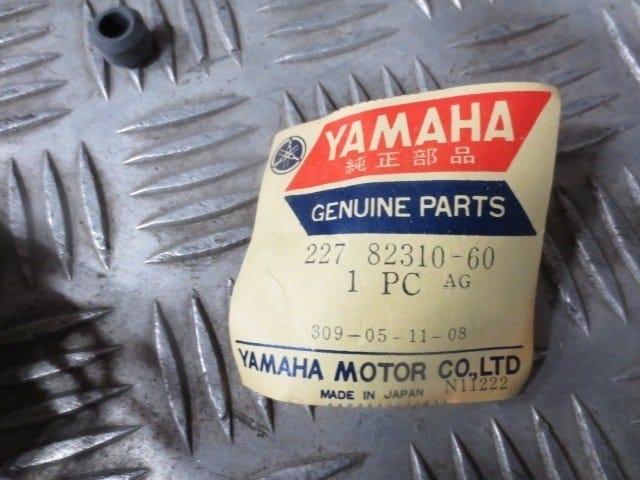 YAMAHA
純正部品
GENUINE PARTS
227 82310-60
1 PC AG
309-05-11-08
YAMAHA MOTOR CO.,LTD
N11222
MADE IN JAPAN